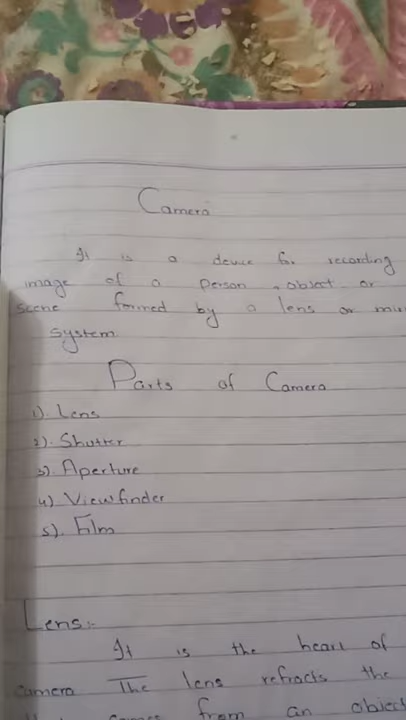 Camera
It is a device for recording
image of a person, object or
scene formed by a lens or
system
Parts of Camera
1). Lens
2). Shutter
3). Aperture
4). Viewfinder
5). Film
Lens:-
It is the heart of
camera The lens refracts the
from an object